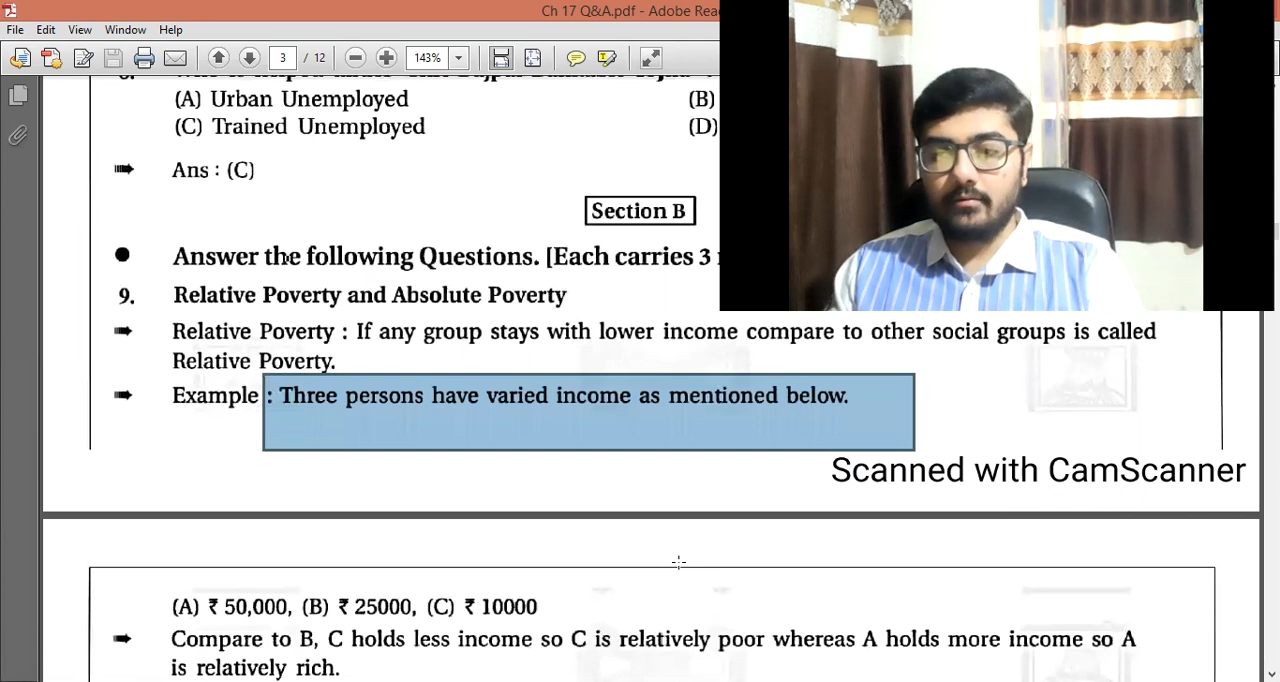 Ch 17 Q&A.pdf - Adobe Rea
File Edit View Window Help
3 / 12 143%
(A) Urban Unemployed (B)
(C) Trained Unemployed (D)
Ans : (C)
Section B
Answer the following Questions. [Each carries 3
9. Relative Poverty and Absolute Poverty
Relative Poverty : If any group stays with lower income compare to other social groups is called
Relative Poverty.
Example : Three persons have varied income as mentioned below.
Scanned with CamScanner
(A) ₹ 50,000, (B) ₹ 25000, (C) ₹ 10000
Compare to B, C holds less income so C is relatively poor whereas A holds more income so A
is relatively rich.